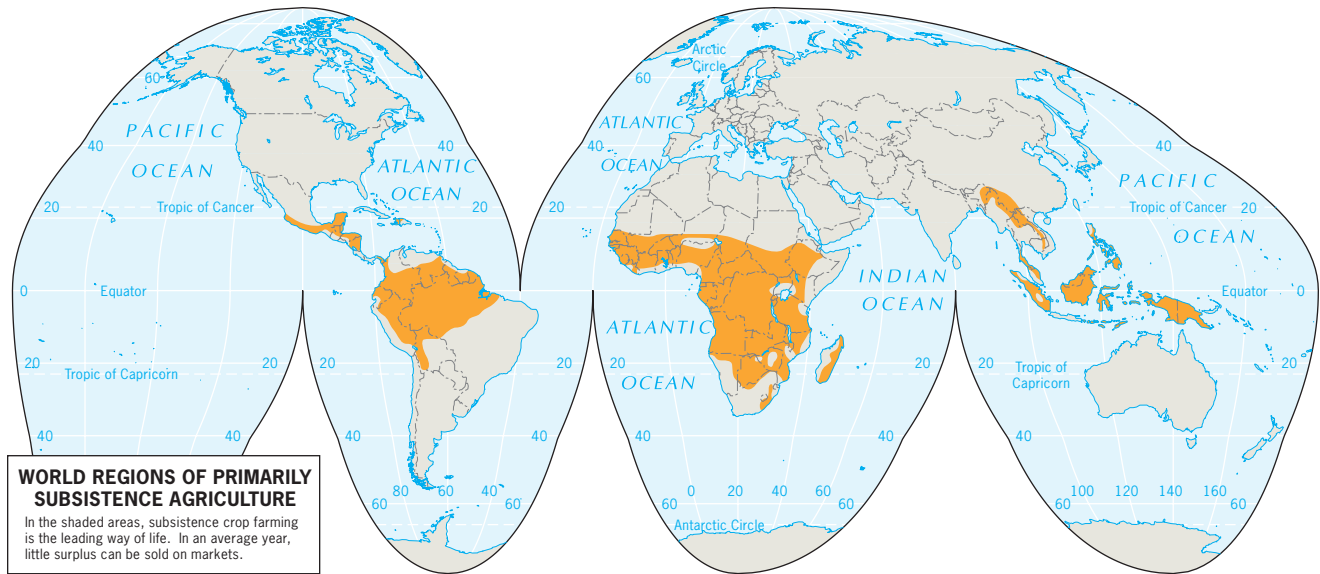 Arctic
Circle
60
60
PACIFIC
OCEAN
ATLANTIC
OCEAN
ATLANTIC
OCEAN
40
40
40
PACIFIC
OCEAN
20
Tropic of Cancer
20
Tropic of Cancer
20
INDIAN
OCEAN
0
Equator
Equator
0
ATLANTIC
OCEAN
20
Tropic of Capricorn
20
20
20
20
20
20
Tropic of
Capricorn
20
40
40
40
40
40
40
40
60
80
60
40
60
60
0
20
40
60
60
60
100
120
140
160
60
Antarctic Circle
WORLD REGIONS OF PRIMARILY
SUBSISTENCE AGRICULTURE
In the shaded areas, subsistence crop farming
is the leading way of life. In an average year,
little surplus can be sold on markets.